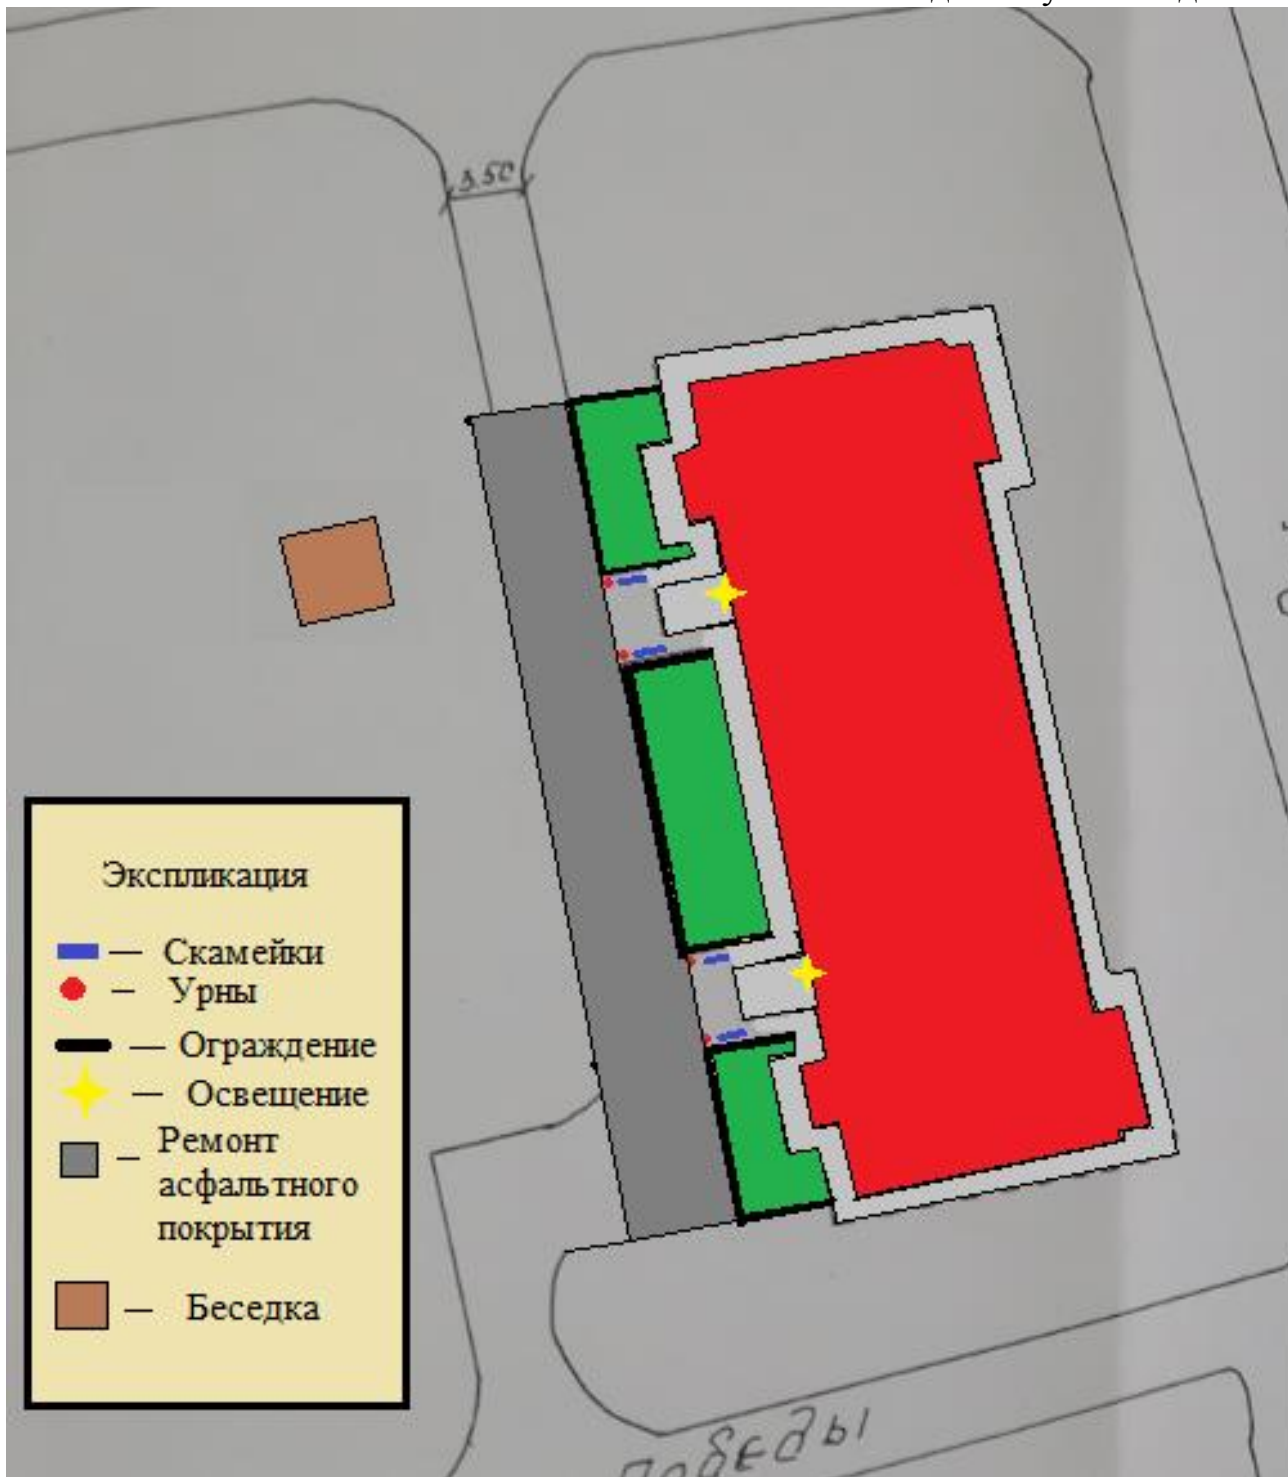 3.50
Экспликация
— Скамейки
– Урны
— Ограждение
— Освещение
– Ремонт
асфальтного
покрытия
— Беседка
Победы